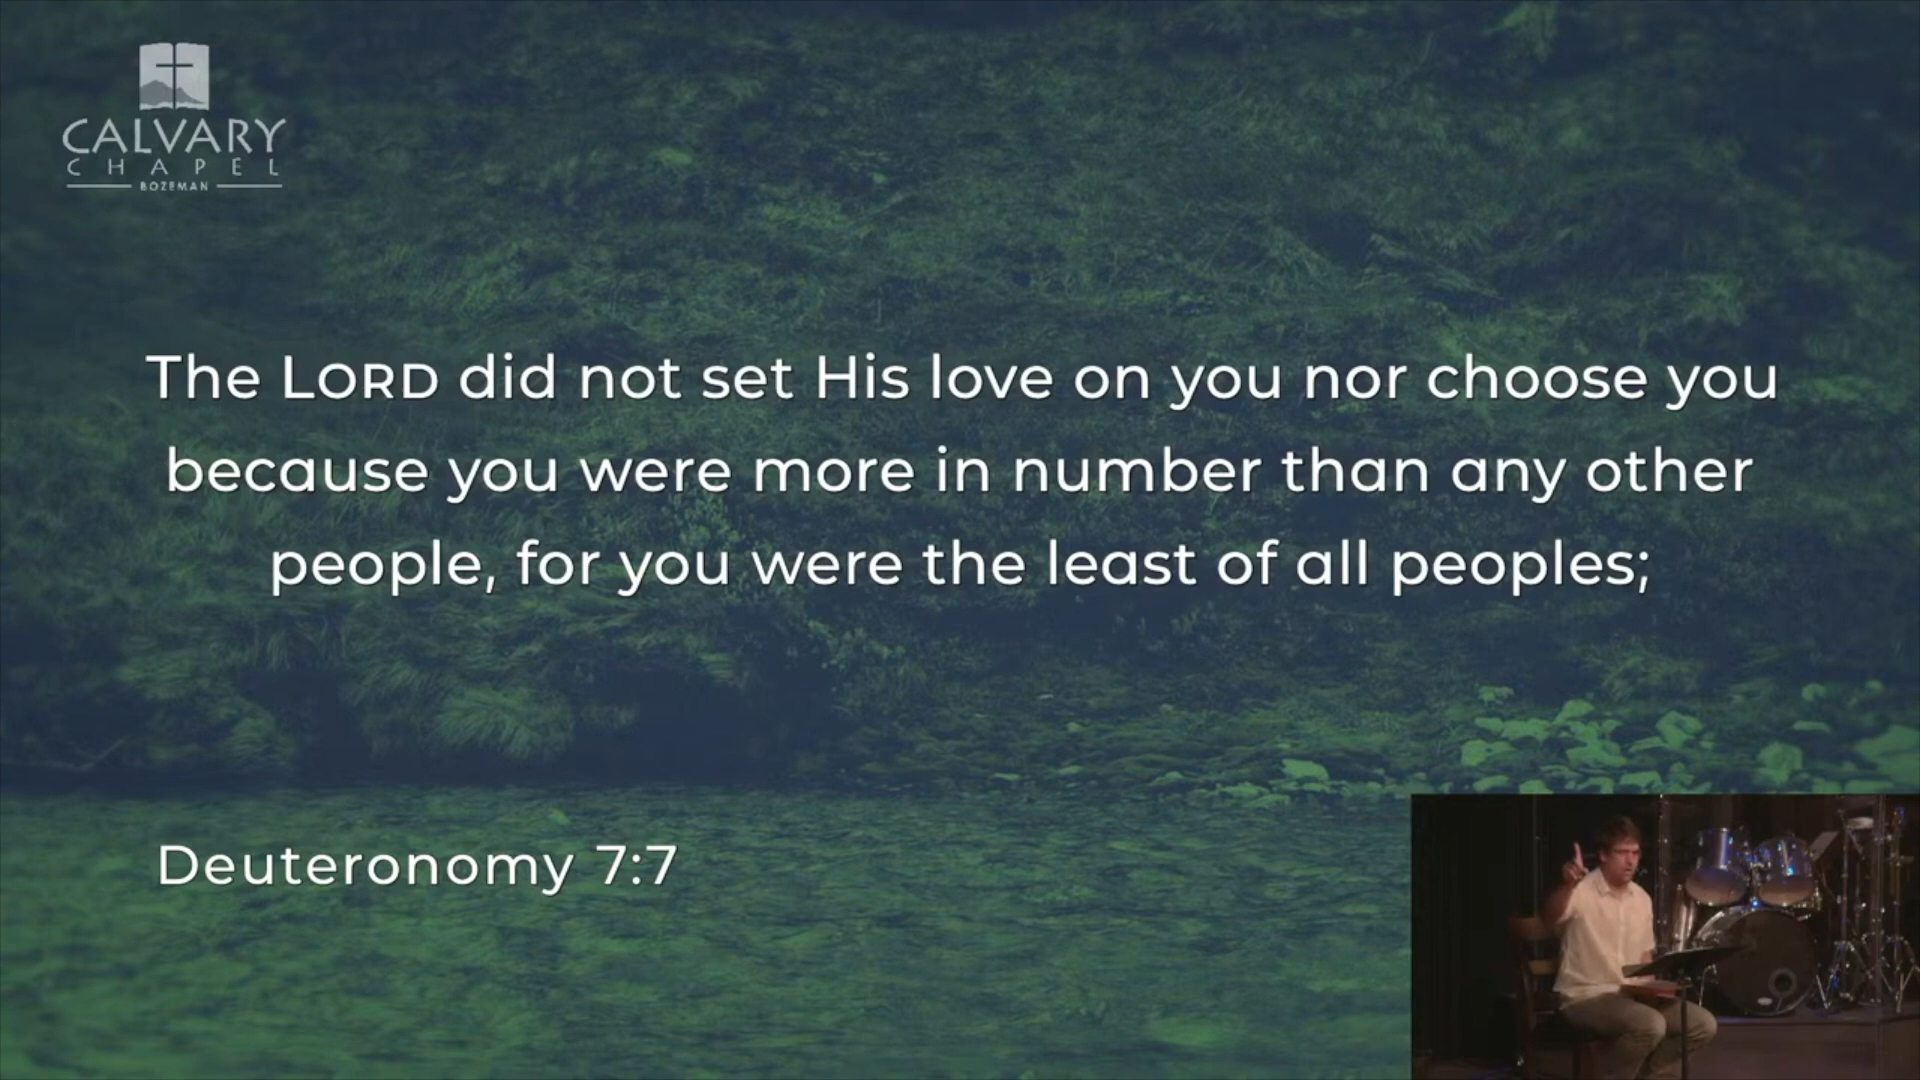 CALVARY
CHAPEL
BOZEMAN
The LORD did not set His love on you nor choose you
because you were more in number than any other
people, for you were the least of all peoples;
Deuteronomy 7:7